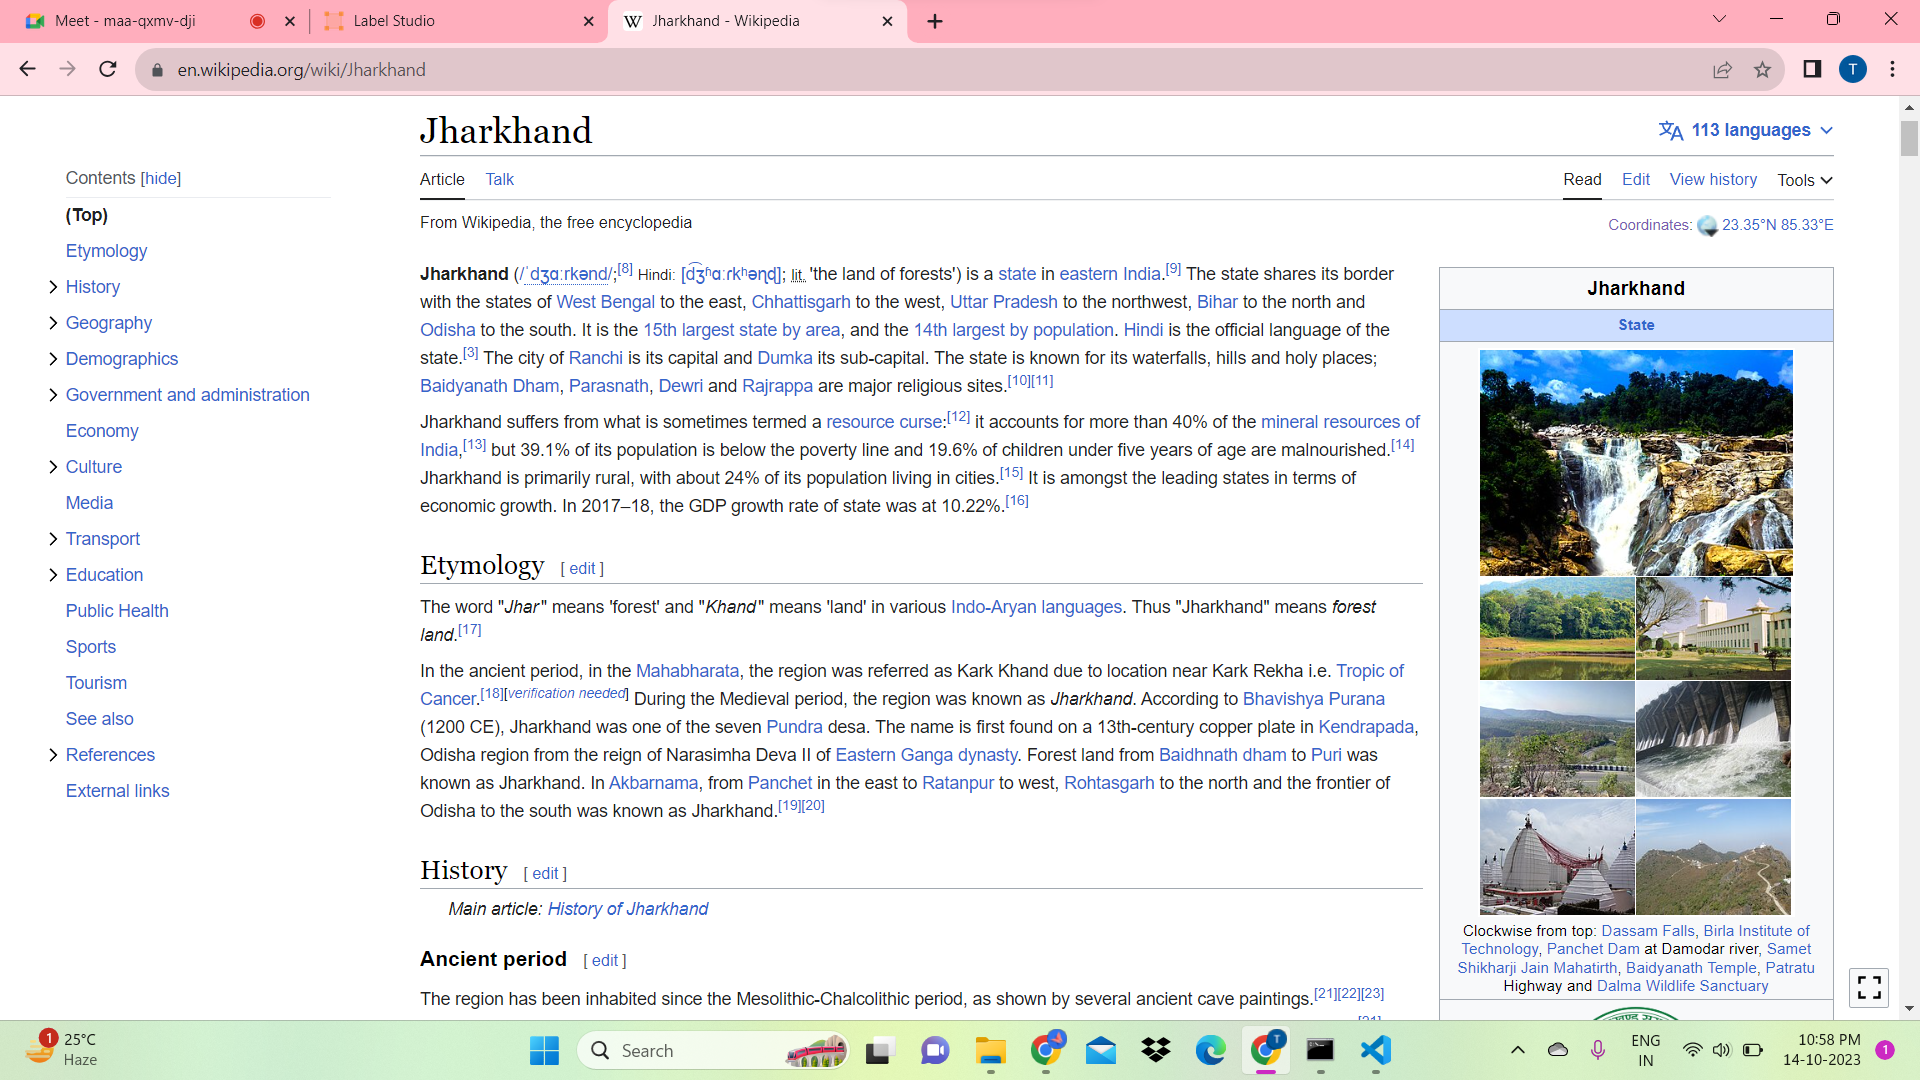 Meet - maa-qxmv-dji
Label Studio
Jharkhand - Wikipedia
en.wikipedia.org/wiki/Jharkhand
T
Jharkhand
113 languages
Contents [hide]
(Top)
Etymology
History
Geography
Demographics
Government and administration
Economy
Culture
Media
Transport
Education
Public Health
Sports
Tourism
See also
References
External links
Article Talk
Read Edit View history Tools
From Wikipedia, the free encyclopedia
Coordinates: 23.35°N 85.33°E
Jharkhand (/ˈdʒɑːrkənd/;[8] Hindi: [d͡ʒʱɑːɾkʰəɳɖ]; lit. 'the land of forests') is a state in eastern India.[9] The state shares its border
with the states of West Bengal to the east, Chhattisgarh to the west, Uttar Pradesh to the northwest, Bihar to the north and
Odisha to the south. It is the 15th largest state by area, and the 14th largest by population. Hindi is the official language of the
state.[3] The city of Ranchi is its capital and Dumka its sub-capital. The state is known for its waterfalls, hills and holy places;
Baidyanath Dham, Parasnath, Dewri and Rajrappa are major religious sites.[10][11]
Jharkhand suffers from what is sometimes termed a resource curse:[12] it accounts for more than 40% of the mineral resources of
India,[13] but 39.1% of its population is below the poverty line and 19.6% of children under five years of age are malnourished.[14]
Jharkhand is primarily rural, with about 24% of its population living in cities.[15] It is amongst the leading states in terms of
economic growth. In 2017–18, the GDP growth rate of state was at 10.22%.[16]
Etymology [ edit ]
The word "Jhar" means 'forest' and "Khand" means 'land' in various Indo-Aryan languages. Thus "Jharkhand" means forest
land.[17]
In the ancient period, in the Mahabharata, the region was referred as Kark Khand due to location near Kark Rekha i.e. Tropic of
Cancer.[18][verification needed] During the Medieval period, the region was known as Jharkhand. According to Bhavishya Purana
(1200 CE), Jharkhand was one of the seven Pundra desa. The name is first found on a 13th-century copper plate in Kendrapada,
Odisha region from the reign of Narasimha Deva II of Eastern Ganga dynasty. Forest land from Baidhnath dham to Puri was
known as Jharkhand. In Akbarnama, from Panchet in the east to Ratanpur to west, Rohtasgarh to the north and the frontier of
Odisha to the south was known as Jharkhand.[19][20]
History [ edit ]
Main article: History of Jharkhand
Ancient period [ edit ]
The region has been inhabited since the Mesolithic-Chalcolithic period, as shown by several ancient cave paintings.[21][22][23]
Jharkhand
State
Clockwise from top: Dassam Falls, Birla Institute of
Technology, Panchet Dam at Damodar river, Samet
Shikharji Jain Mahatirth, Baidyanath Temple, Patratu
Highway and Dalma Wildlife Sanctuary
1
25°C
Haze
Search
T
ENG
IN
10:58 PM
14-10-2023
1